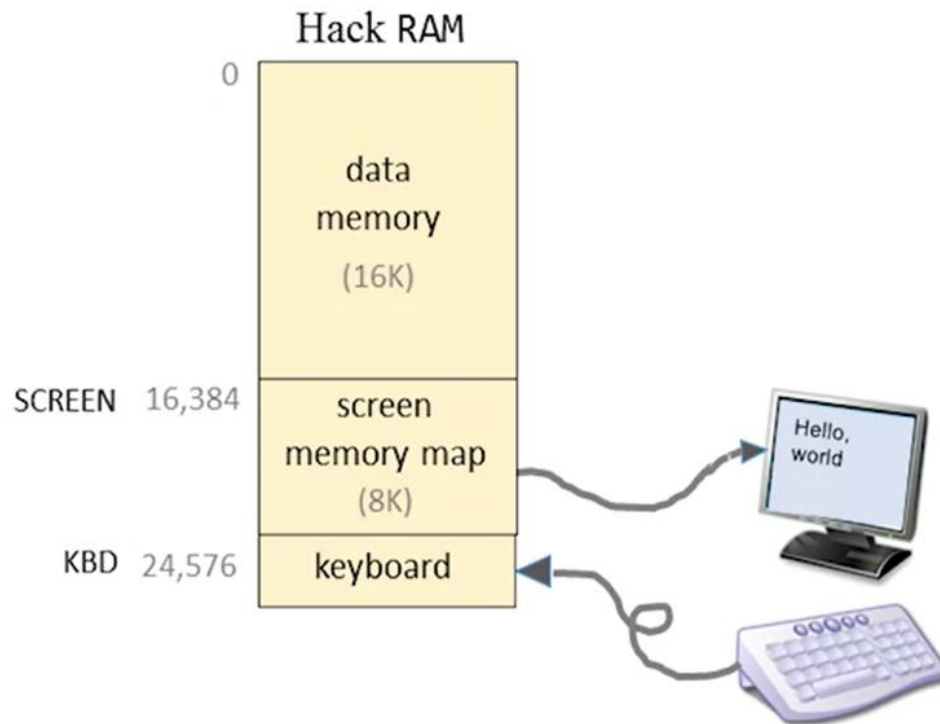 Hack RAM
0
data
memory
(16K)
SCREEN 16,384
screen
memory map
(8K)
Hello,
world
KBD 24,576
keyboard